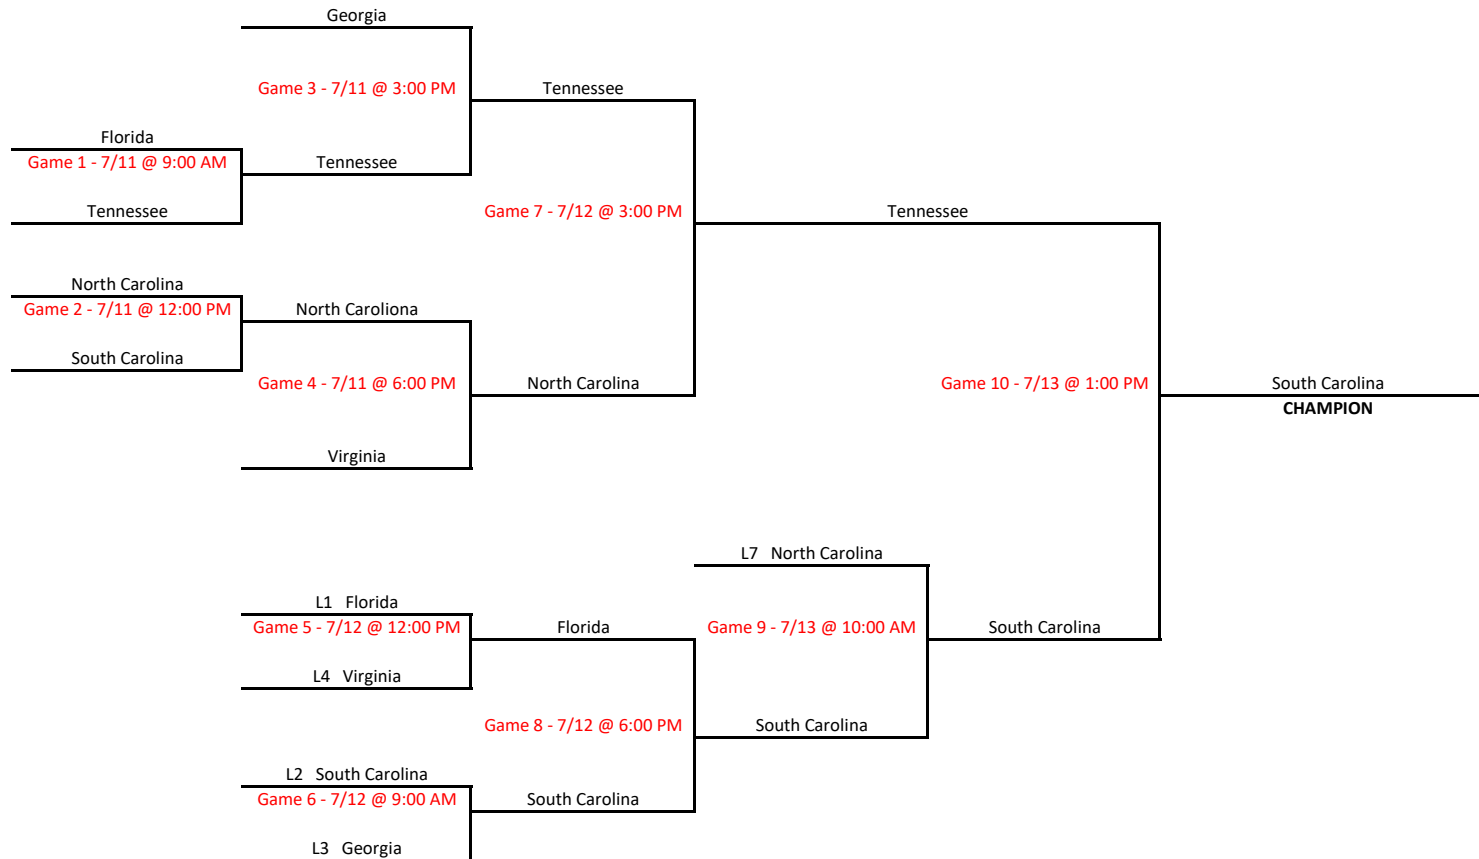 Georgia
Game 3 - 7/11 @ 3:00 PM
Tennessee
Florida
Game 1 - 7/11 @ 9:00 AM
Tennessee
Tennessee
Game 7 - 7/12 @ 3:00 PM
Tennessee
North Carolina
Game 2 - 7/11 @ 12:00 PM
North Caroliona
South Carolina
Game 4 - 7/11 @ 6:00 PM
North Carolina
Game 10 - 7/13 @ 1:00 PM
South Carolina
CHAMPION
Virginia
L7 North Carolina
L1 Florida
Game 5 - 7/12 @ 12:00 PM
Florida
Game 9 - 7/13 @ 10:00 AM
South Carolina
L4 Virginia
Game 8 - 7/12 @ 6:00 PM
South Carolina
L2 South Carolina
Game 6 - 7/12 @ 9:00 AM
South Carolina
L3 Georgia